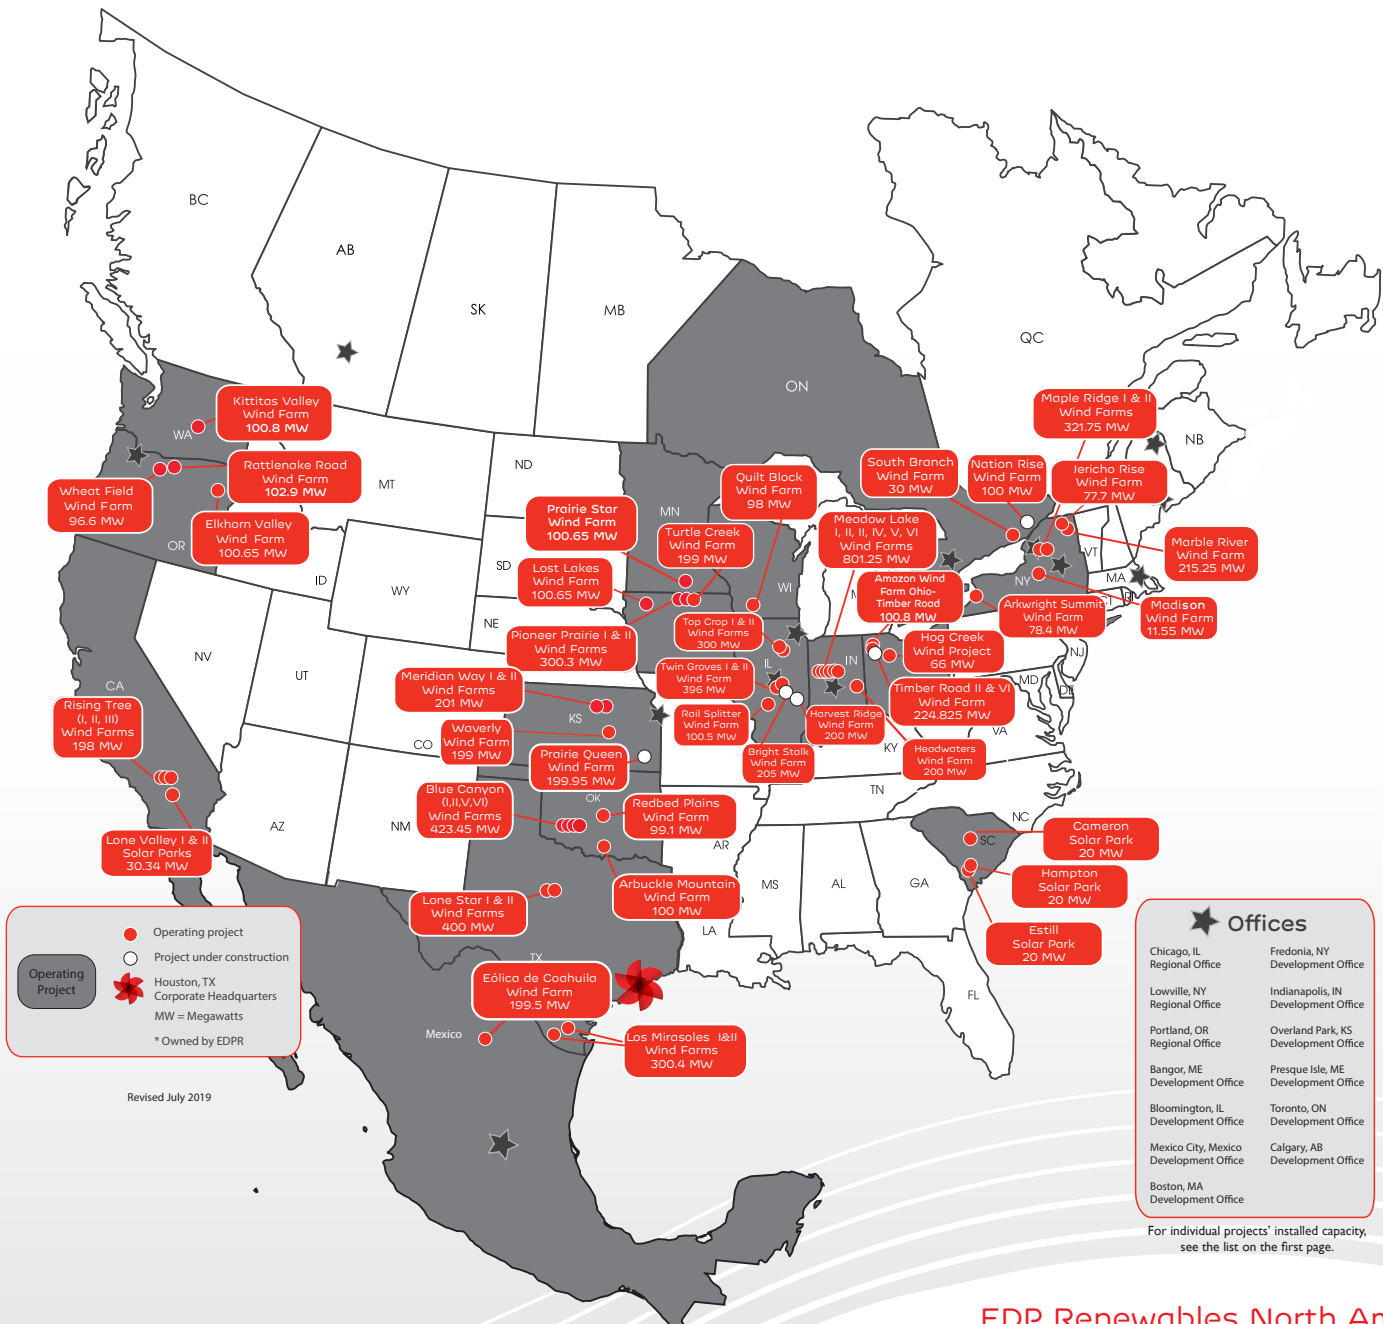 BC
AB
SK
MB
ON
QC
NB
WA
OR
CA
NV
ID
MT
WY
UT
AZ
CO
NM
ND
SD
NE
KS
OK
TX
MN
WI
IL
IN
KY
TN
AR
LA
MS
AL
GA
FL
SC
NC
VA
MD
DE
NJ
NY
VT
MA
Mexico
Kittitas Valley
Wind Farm
100.8 MW
Rattlenake Road
Wind Farm
102.9 MW
Wheat Field
Wind Farm
96.6 MW
Elkhorn Valley
Wind Farm
100.65 MW
Prairie Star
Wind Farm
100.65 MW
Turtle Creek
Wind Farm
199 MW
Lost Lakes
Wind Farm
100.65 MW
Pioneer Prairie I & II
Wind Farms
300.3 MW
Quilt Block
Wind Farm
98 MW
Meadow Lake
I, II, II, IV, V, VI
Wind Farms
801.25 MW
South Branch
Wind Farm
30 MW
Nation Rise
Wind Farm
100 MW
Maple Ridge I & II
Wind Farms
321.75 MW
Jericho Rise
Wind Farm
77.7 MW
Marble River
Wind Farm
215.25 MW
Madison
Wind Farm
11.55 MW
Arkwright Summit
Wind Farm
78.4 MW
Amazon Wind
Farm Ohio-
Timber Road
100.8 MW
Hog Creek
Wind Project
66 MW
Timber Road II & VI
Wind Farm
224.825 MW
Headwaters
Wind Farm
200 MW
Harvest Ridge
Wind Farm
200 MW
Bright Stalk
Wind Farm
205 MW
Rail Splitter
Wind Farm
100.5 MW
Twin Groves I & II
Wind Farm
396 MW
Top Crop I & II
Wind Farms
300 MW
Meridian Way I & II
Wind Farms
201 MW
Waverly
Wind Farm
199 MW
Prairie Queen
Wind Farm
199.95 MW
Blue Canyon
(I,II,V,VI)
Wind Farms
423.45 MW
Redbed Plains
Wind Farm
99.1 MW
Arbuckle Mountain
Wind Farm
100 MW
Lone Star I & II
Wind Farms
400 MW
Eólica de Coahuila
Wind Farm
199.5 MW
Los Mirasoles I&II
Wind Farms
300.4 MW
Rising Tree
(I, II, III)
Wind Farms
198 MW
Lone Valley I & II
Solar Parks
30.34 MW
Cameron
Solar Park
20 MW
Hampton
Solar Park
20 MW
Estill
Solar Park
20 MW
Operating
Project
Operating project
Project under construction
Houston, TX
Corporate Headquarters
MW = Megawatts
* Owned by EDPR
Revised July 2019
Offices
Chicago, IL
Regional Office
Lowville, NY
Regional Office
Portland, OR
Regional Office
Bangor, ME
Development Office
Bloomington, IL
Development Office
Mexico City, Mexico
Development Office
Boston, MA
Development Office
Fredonia, NY
Development Office
Indianapolis, IN
Development Office
Overland Park, KS
Development Office
Presque Isle, ME
Development Office
Toronto, ON
Development Office
Calgary, AB
Development Office
For individual projects' installed capacity,
see the list on the first page.
EDP Renewables North Am